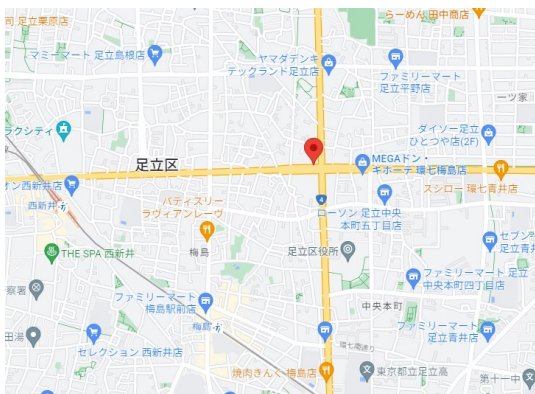 らーめん 田中商店
司 足立栗原店
マミーマート 足立島根店
ヤマダデンキ
テックランド足立店
ファミリーマート
足立平野店
一ツ家
ラクシティ
ダイソー足立
ひとつや店(2F)
足立区
MEGAドン・
キホーテ 環七梅島店
スシロー 環七青井店
オン西新井店
西新井
パティスリー
ラヴィアンレーヴ
4
ローソン 足立中央
本町五丁目店
セブン
足立青井
THE SPA 西新井
梅島
足立区役所
ファミリーマート 足立
中央本町四丁目店
察署
ファミリーマート
梅島駅前店
中央本町
梅島
田湯
セレクション 西新井店
ファミリーマート
足立青井店
環七南通り
焼肉きんぐ 梅島店
東京都立足立高
第十一中